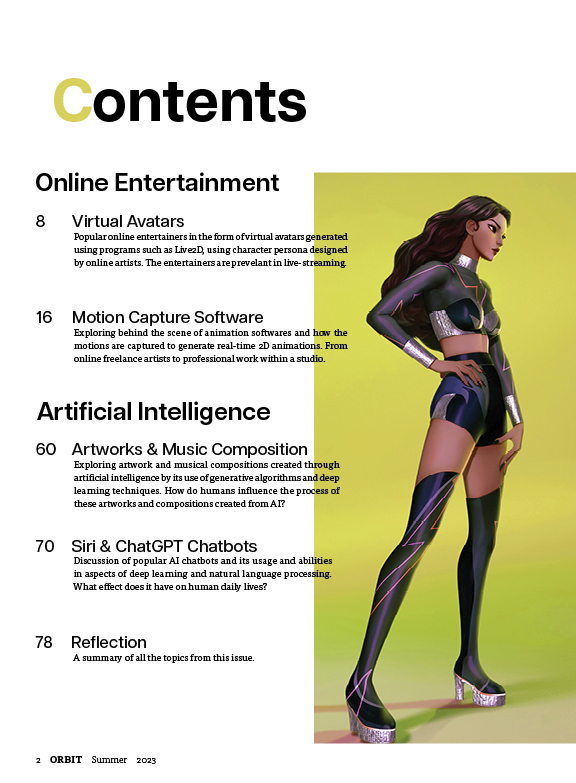 Contents
Online Entertainment
8 Virtual Avatars
Popular online entertainers in the form of virtual avatars generated
using programs such as Live2D, using character persona designed
by online artists. The entertainers are prevelant in live-streaming.
16 Motion Capture Software
Exploring behind the scene of animation softwares and how the
motions are captured to generate real-time 2D animations. From
online freelance artists to professional work within a studio.
Artificial Intelligence
60 Artworks & Music Composition
Exploring artwork and musical compositions created through
artificial intelligence by its use of generative algorithms and deep
learning techniques. How do humans influence the process of
these artworks and compositions created from AI?
70 Siri & ChatGPT Chatbots
Discussion of popular AI chatbots and its usage and abilities
in aspects of deep learning and natural language processing.
What effect does it have on human daily lives?
78 Reflection
A summary of all the topics from this issue.
2 ORBIT Summer 2023